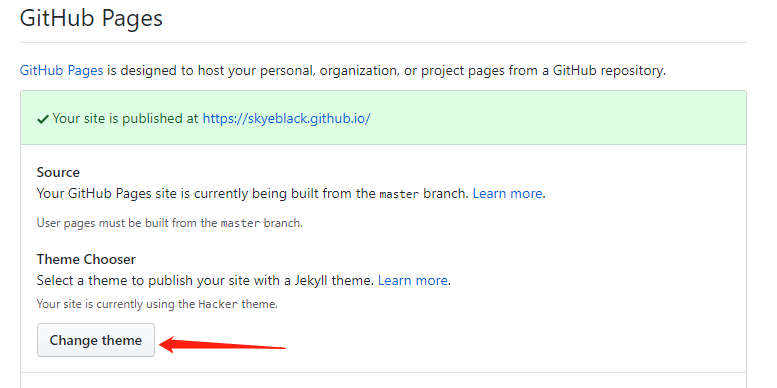 GitHub Pages
GitHub Pages is designed to host your personal, organization, or project pages from a GitHub repository.
✔ Your site is published at https://skyeblack.github.io/
Source
Your GitHub Pages site is currently being built from the master branch. Learn more.
User pages must be built from the master branch.
Theme Chooser
Select a theme to publish your site with a Jekyll theme. Learn more.
Your site is currently using the Hacker theme.
Change theme